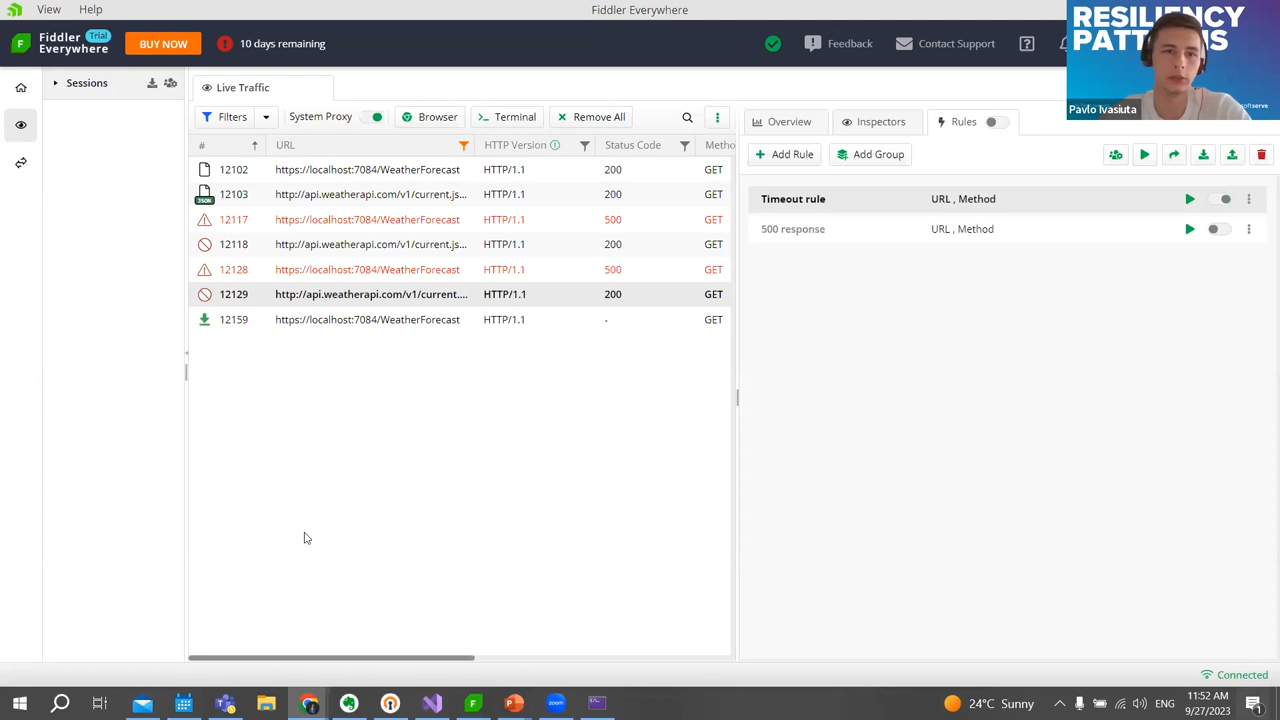 View Help Fiddler Everywhere
Fiddler Everywhere Trial BUY NOW 10 days remaining Feedback Contact Support
RESILIENCY
Pavlo Ivasiuta softserve
Sessions Live Traffic
Filters System Proxy Browser Terminal Remove All Overview Inspectors Rules
# URL HTTP Version Status Code Metho Add Rule Add Group
12102 https://localhost:7084/WeatherForecast HTTP/1.1 200 GET
12103 http://api.weatherapi.com/v1/current.js... HTTP/1.1 200 GET
JSON
12117 https://localhost:7084/WeatherForecast HTTP/1.1 500 GET
12118 http://api.weatherapi.com/v1/current.js... HTTP/1.1 200 GET
12128 https://localhost:7084/WeatherForecast HTTP/1.1 500 GET
12129 http://api.weatherapi.com/v1/current.... HTTP/1.1 200 GET
12159 https://localhost:7084/WeatherForecast HTTP/1.1 - GET
Timeout rule URL , Method
500 response URL , Method
Connected
24°C Sunny ENG 11:52 AM
9/27/2023